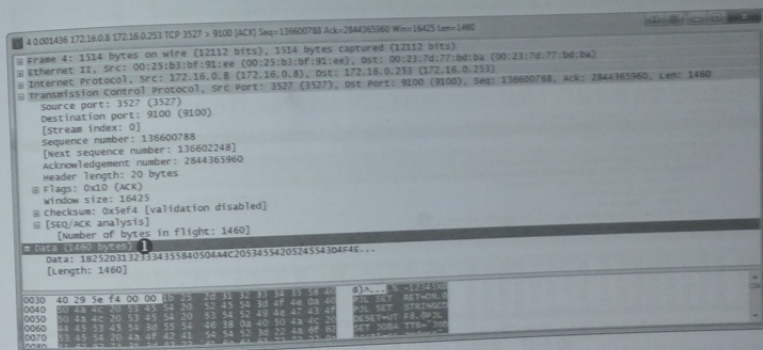 4 0.001436 172.16.0.8 172.16.0.253 TCP 3527 > 9100 [ACK] Seq=136600788 Ack=2844365960 Win=16425 Len=1460
Frame 4: 1514 bytes on wire (12112 bits), 1514 bytes captured (12112 bits)
Ethernet II, Src: 00:25:b3:bf:91:ee (00:25:b3:bf:91:ee), Dst: 00:23:7d:77:bd:ba (00:23:7d:77:bd:ba)
Internet Protocol, Src: 172.16.0.8 (172.16.0.8), Dst: 172.16.0.253 (172.16.0.253)
Transmission Control Protocol, Src Port: 3527 (3527), Dst Port: 9100 (9100), Seq: 136600788, Ack: 2844365960, Len: 1460
Source port: 3527 (3527)
Destination port: 9100 (9100)
[Stream index: 0]
Sequence number: 136600788
[Next sequence number: 136602248]
Acknowledgement number: 2844365960
Header length: 20 bytes
Flags: 0x10 (ACK)
Window size: 16425
Checksum: 0x5ef4 [validation disabled]
[SEQ/ACK analysis]
[Number of bytes in flight: 1460]
Data (1460 bytes) 1
Data: 
[Length: 1460]
0030 40 29 5e f4 00 00
0040
0050
0060
0070